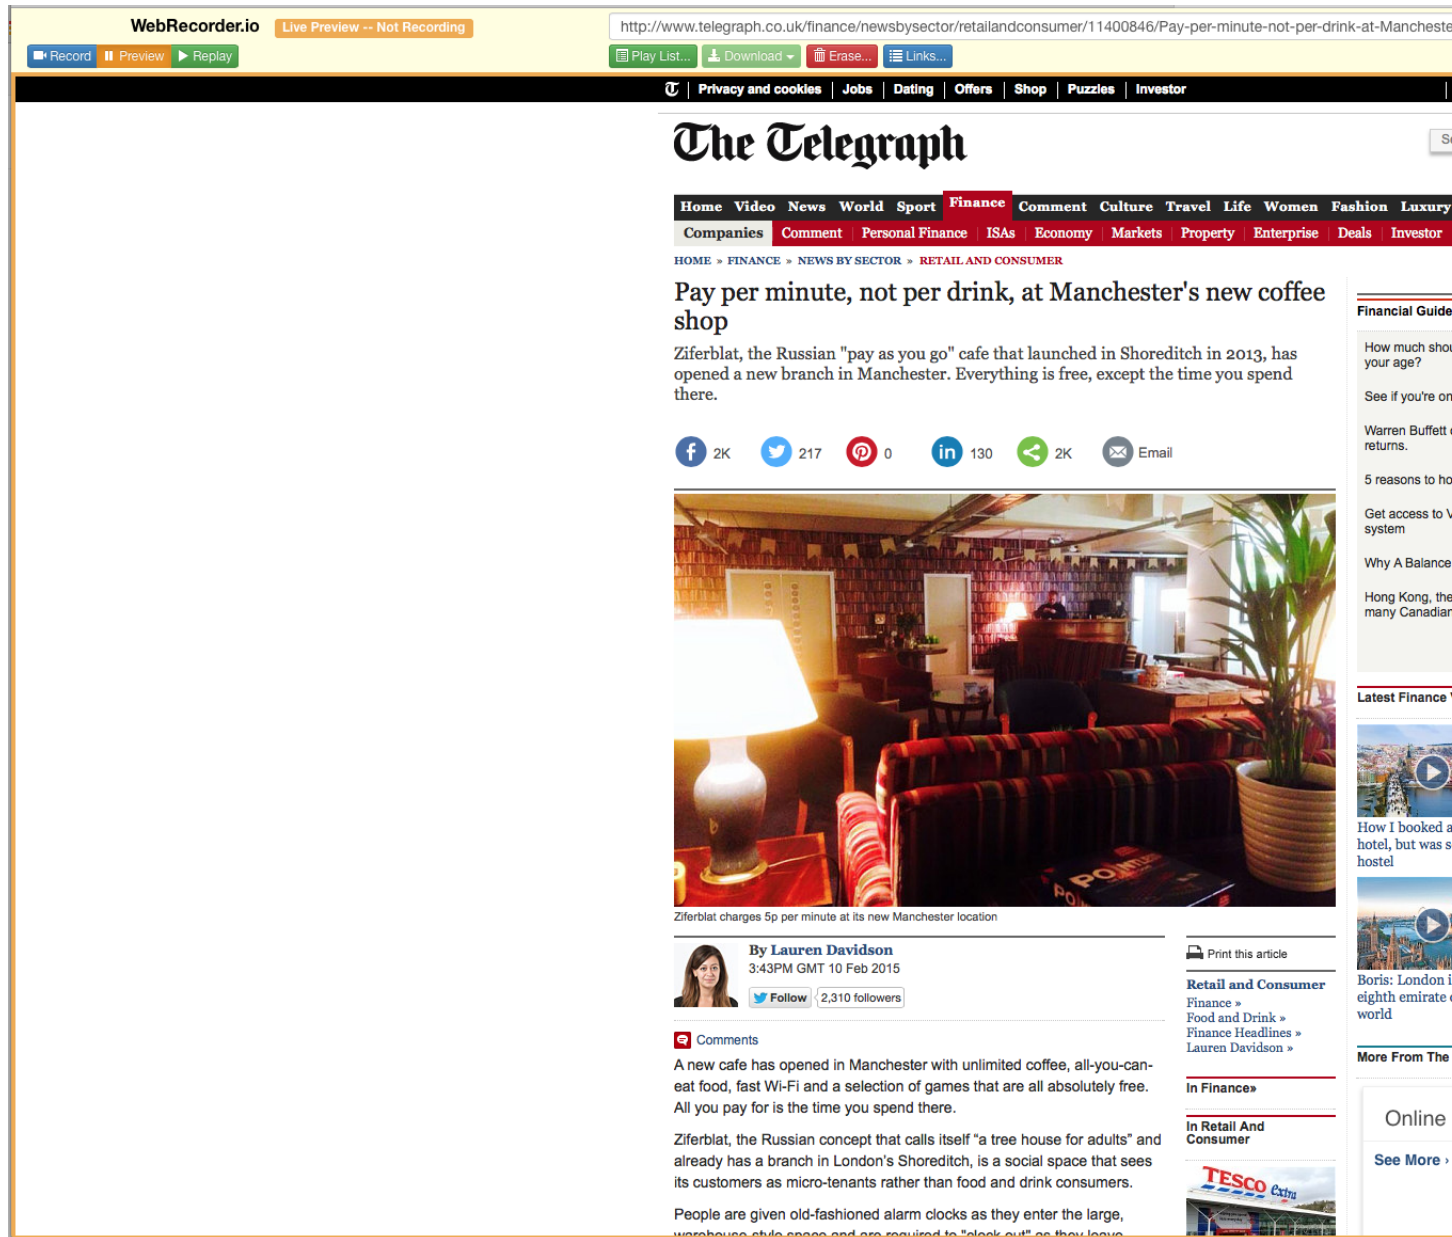 WebRecorder.io
Live Preview -- Not Recording
http://www.telegraph.co.uk/finance/newsbysector/retailandconsumer/11400846/Pay-per-minute-not-per-drink-at-Mancheste
Record
Preview
Replay
Play List...
Download
Erase...
Links...
Privacy and cookies Jobs Dating Offers Shop Puzzles Investor
The Telegraph
Home Video News World Sport Finance Comment Culture Travel Life Women Fashion Luxury
Companies Comment Personal Finance ISAs Economy Markets Property Enterprise Deals Investor
HOME » FINANCE » NEWS BY SECTOR » RETAIL AND CONSUMER
Pay per minute, not per drink, at Manchester's new coffee
shop
Ziferblat, the Russian "pay as you go" cafe that launched in Shoreditch in 2013, has
opened a new branch in Manchester. Everything is free, except the time you spend
there.
2K 217 0 130 2K Email
POINTLESS
Ziferblat charges 5p per minute at its new Manchester location
By Lauren Davidson
3:43PM GMT 10 Feb 2015
Follow 2,310 followers
Comments
A new cafe has opened in Manchester with unlimited coffee, all-you-can-
eat food, fast Wi-Fi and a selection of games that are all absolutely free.
All you pay for is the time you spend there.
Ziferblat, the Russian concept that calls itself “a tree house for adults” and
already has a branch in London’s Shoreditch, is a social space that sees
its customers as micro-tenants rather than food and drink consumers.
People are given old-fashioned alarm clocks as they enter the large,
warehouse-style space and are required to "clock out" as they leave
Print this article
Retail and Consumer
Finance »
Food and Drink »
Finance Headlines »
Lauren Davidson »
In Finance»
In Retail And
Consumer
TESCO Extra
Financial Guide
How much
your age?
See if you're
Warren Buffett
returns.
5 reasons to
Get access to
system
Why A Balance
Hong Kong, the
many
Latest Finance
How I booked a
hotel, but was
hostel
Boris: London
eighth emirate
world
More From The
Online
See More ›